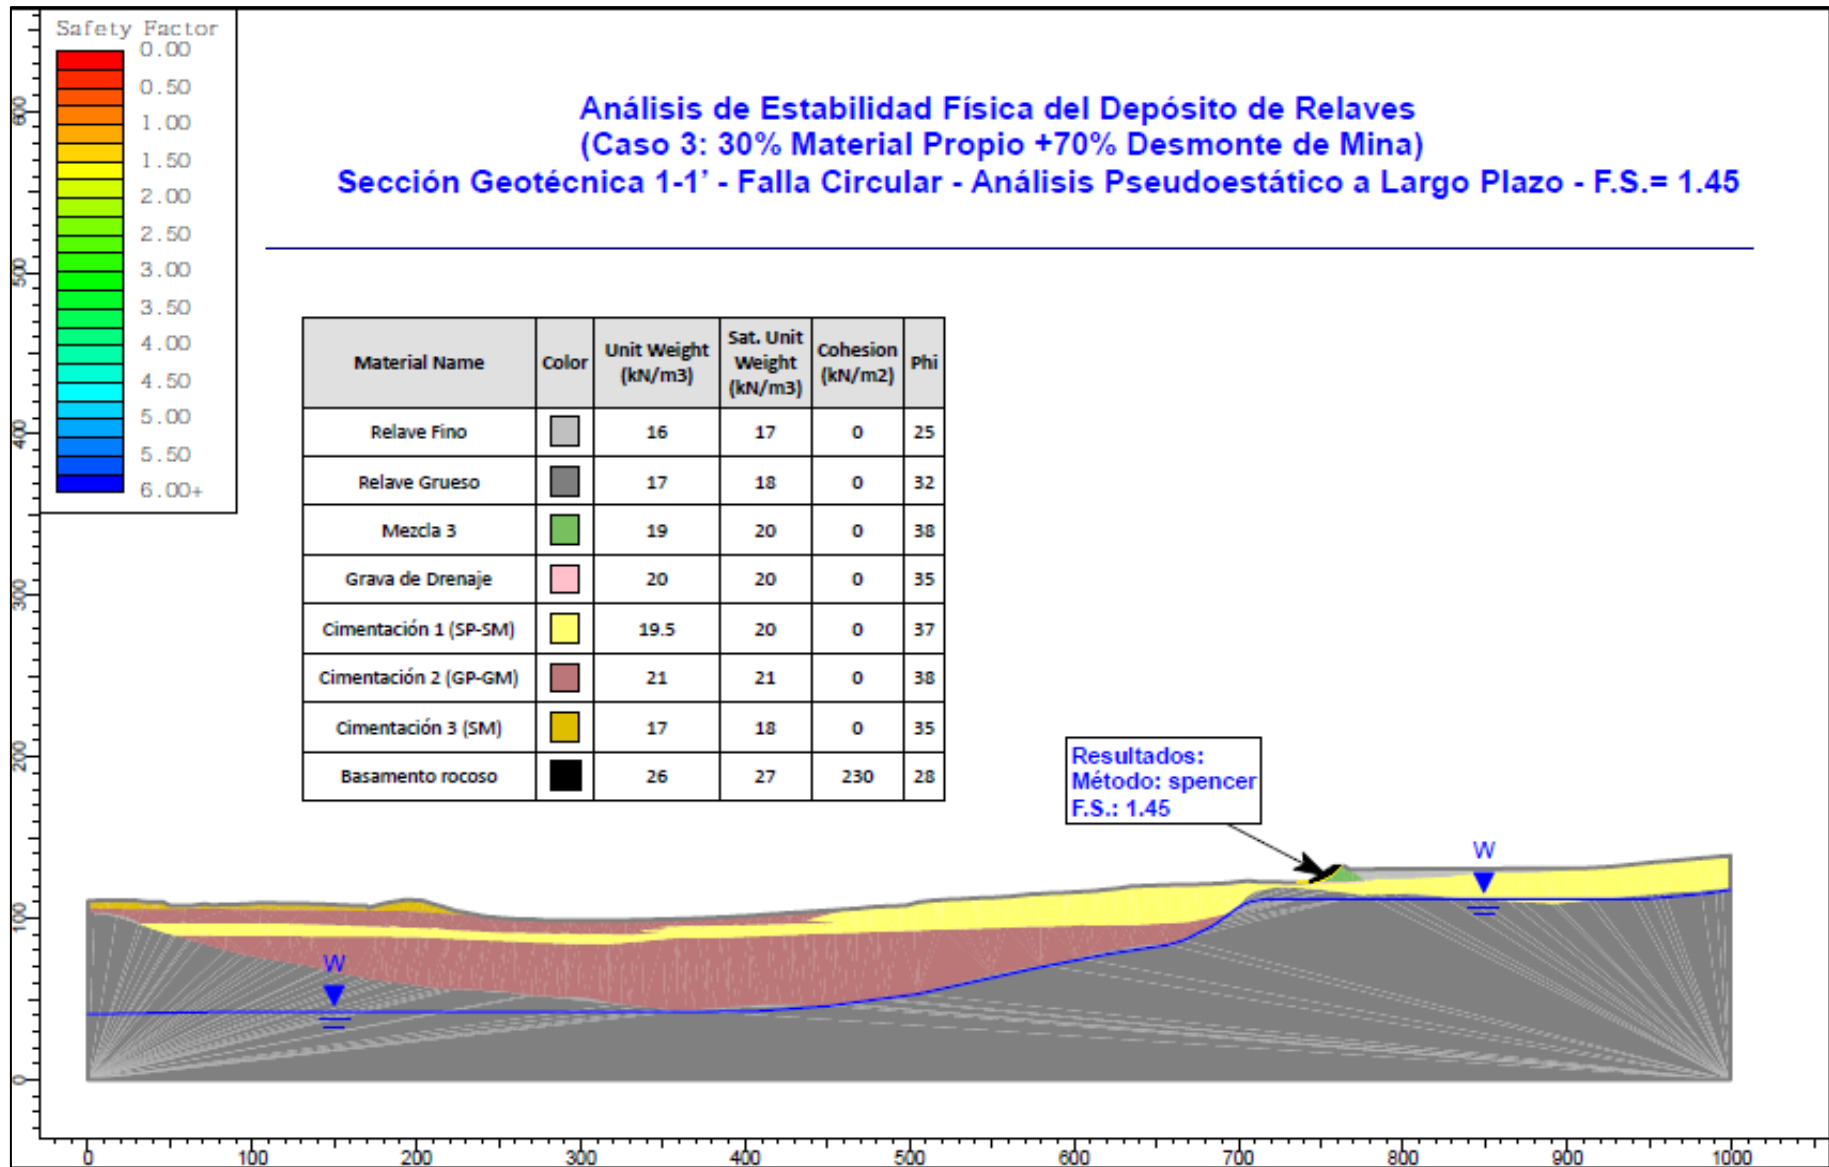 Safety Factor
0.00
0.50
1.00
1.50
2.00
2.50
3.00
3.50
4.00
4.50
5.00
5.50
6.00+
Análisis de Estabilidad Física del Depósito de Relaves
(Caso 3: 30% Material Propio +70% Desmonte de Mina)
Sección Geotécnica 1-1’ - Falla Circular - Análisis Pseudoestático a Largo Plazo - F.S.= 1.45
Material Name Color Unit Weight (kN/m3) Sat. Unit Weight (kN/m3) Cohesion (kN/m2) Phi
Relave Fino 16 17 0 25
Relave Grueso 17 18 0 32
Mezcla 3 19 20 0 38
Grava de Drenaje 20 20 0 35
Cimentación 1 (SP-SM) 19.5 20 0 37
Cimentación 2 (GP-GM) 21 21 0 38
Cimentación 3 (SM) 17 18 0 35
Basamento rocoso 26 27 230 28
Resultados:
Método: spencer
F.S.: 1.45
W
W
600
500
400
300
200
100
0
0 100 200 300 400 500 600 700 800 900 1000